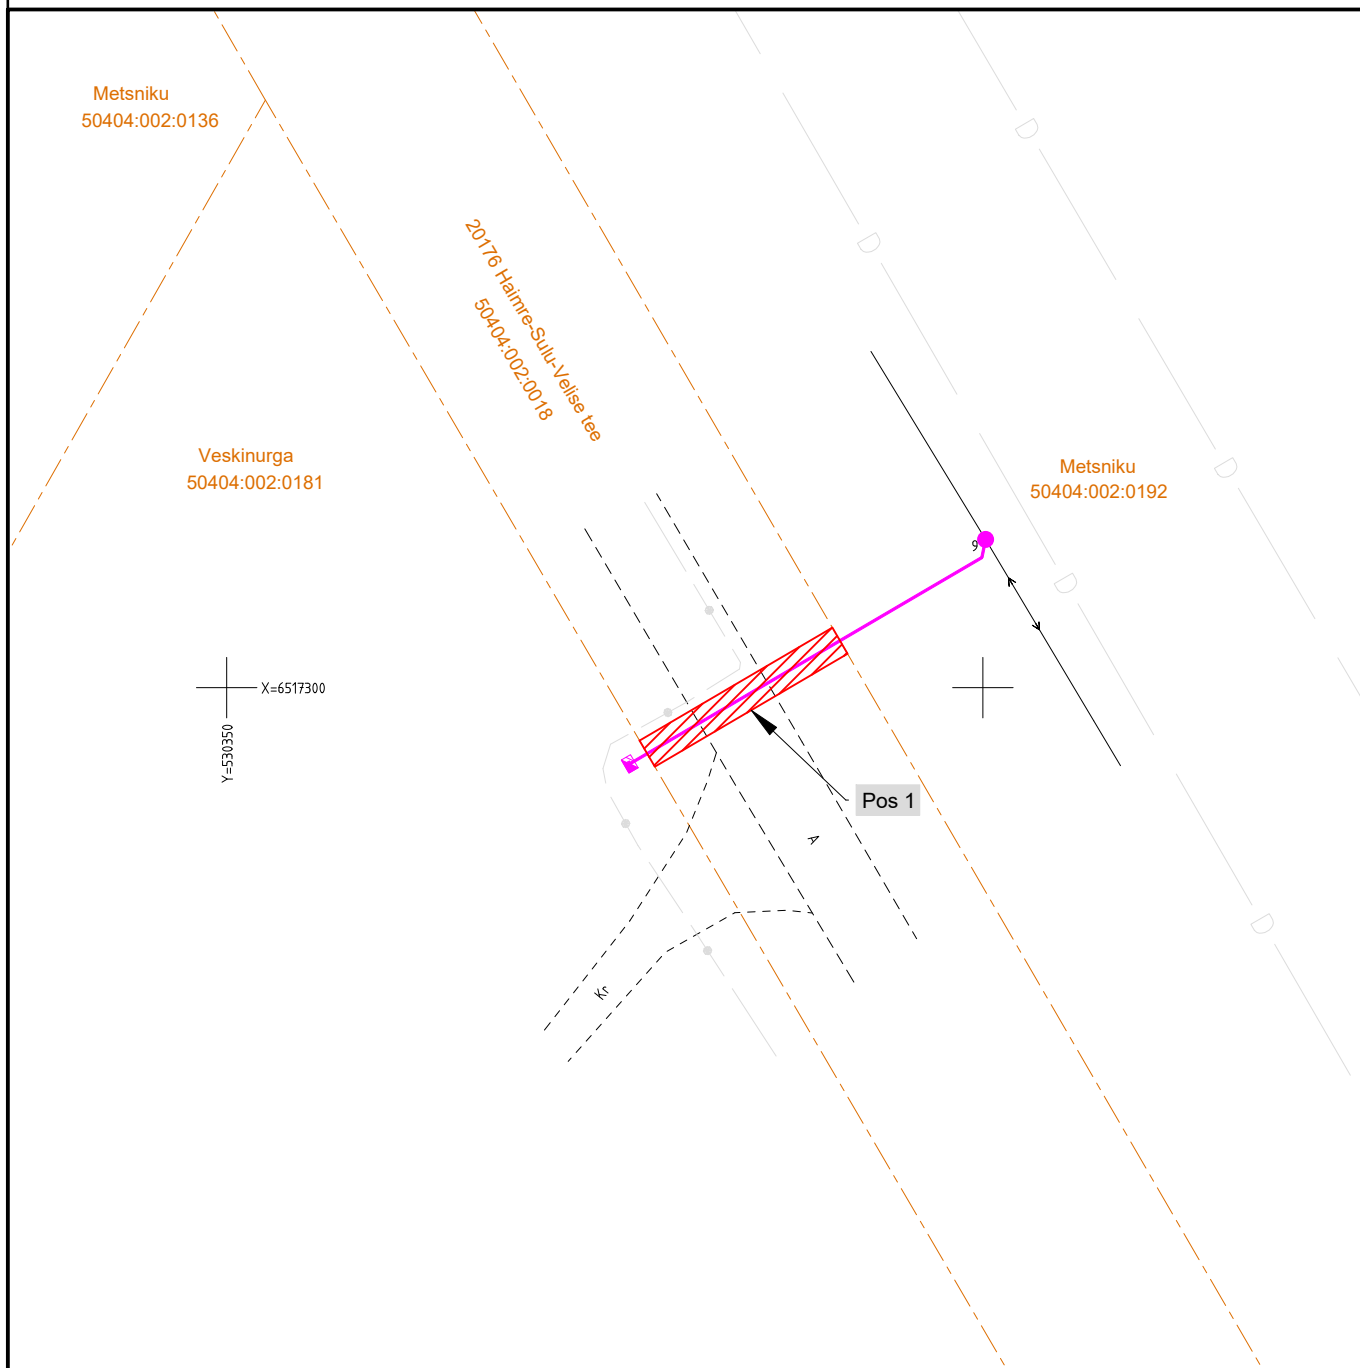 Metsniku
50404:002:0136
20176 Haimre-Sulu-Velise tee
50404:002:0018
Veskinurga
50404:002:0181
Metsniku
50404:002:0192
9
X=6517300
Y=530350
Pos 1
A
Kr
D
D
D
D
D